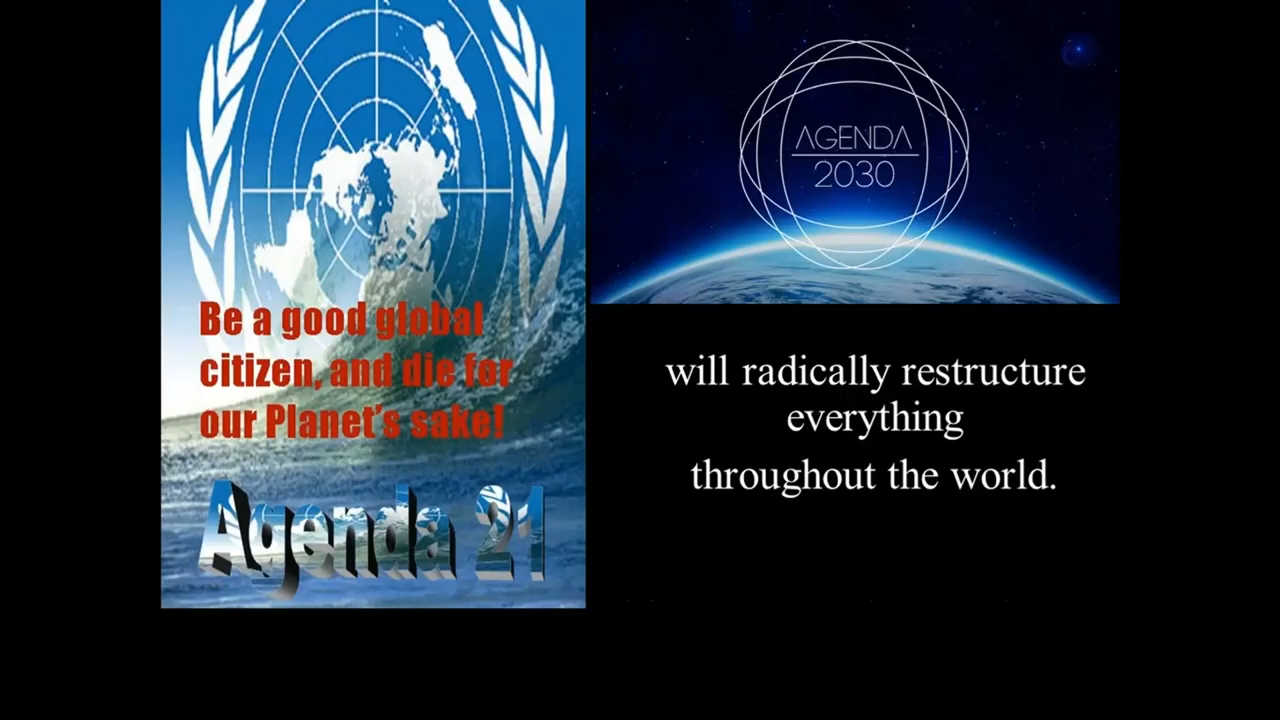 Be a good global
citizen, and die for
our Planet's sake!
Agenda 21
AGENDA
2030
will radically restructure
everything
throughout the world.